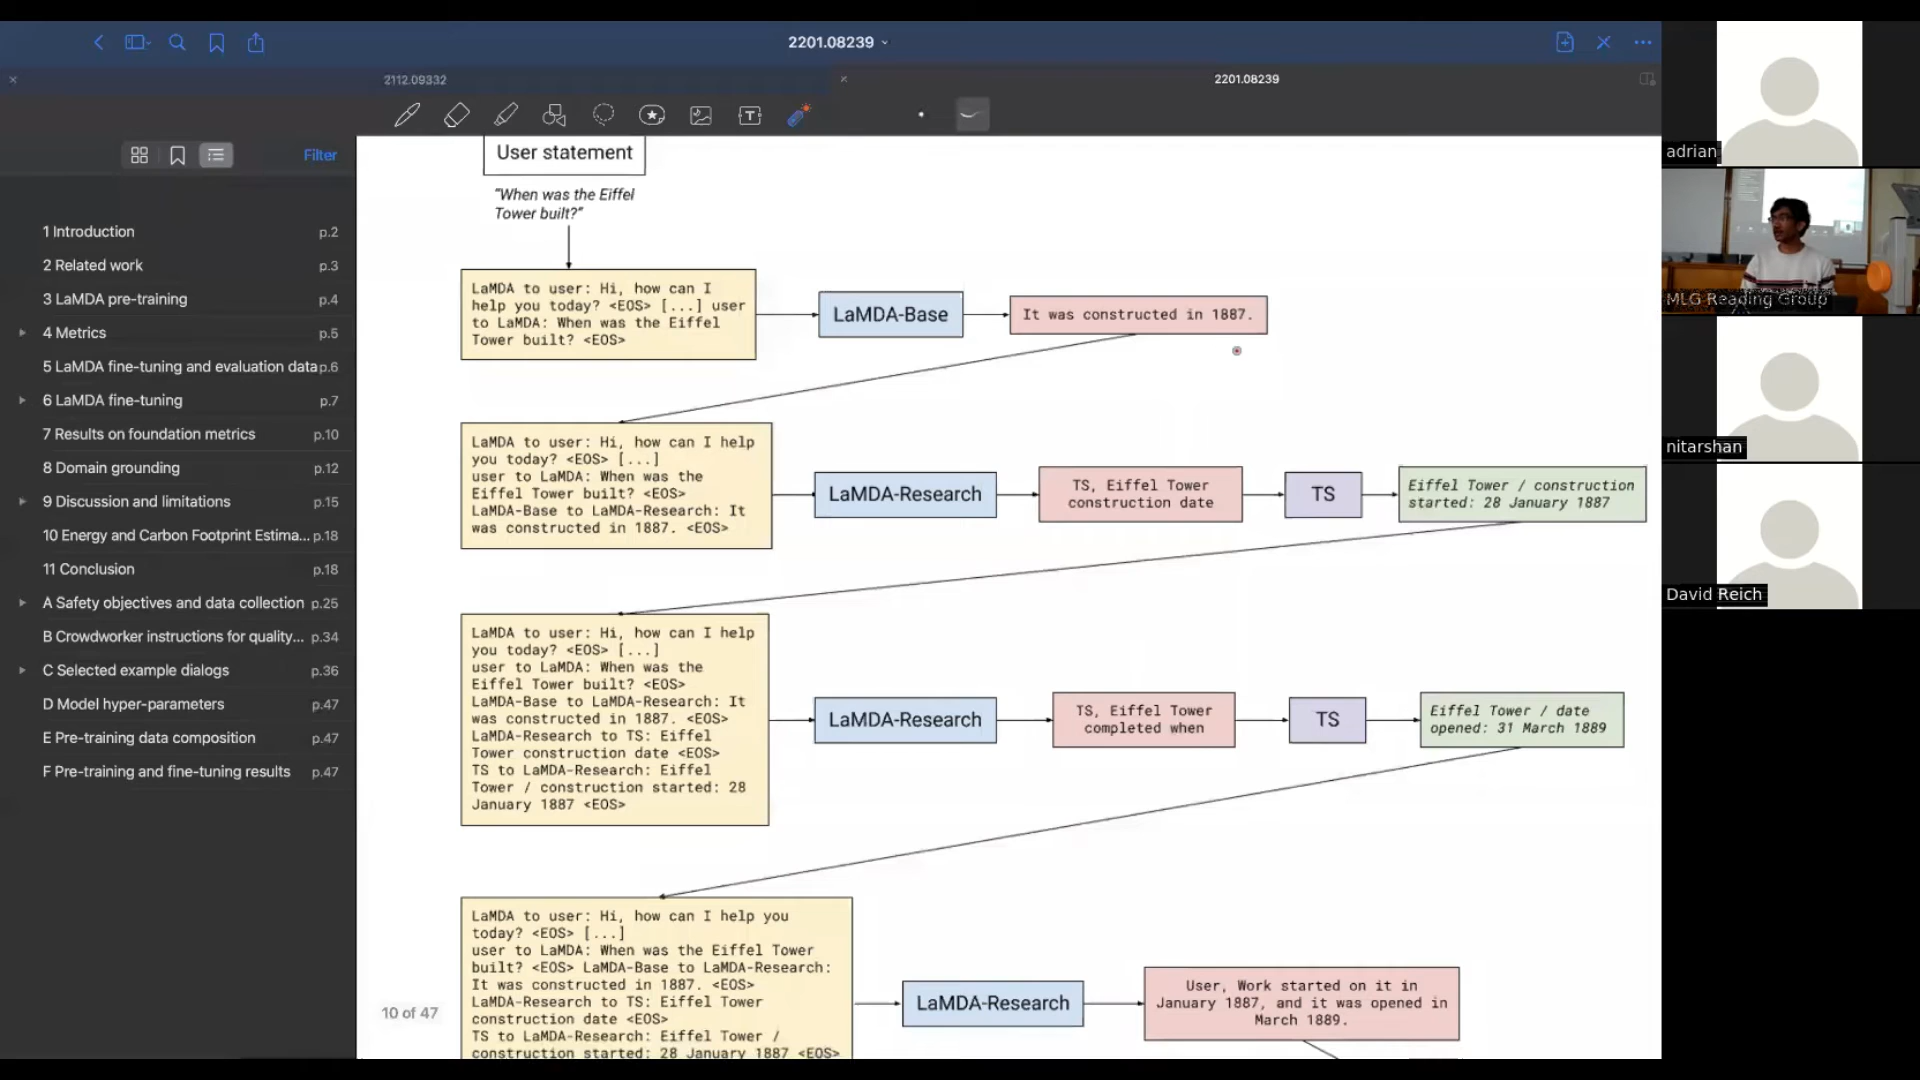 2201.08239
2112.09332
2201.08239
Filter
1 Introduction p.2
2 Related work p.3
3 LaMDA pre-training p.4
4 Metrics p.5
5 LaMDA fine-tuning and evaluation data p.6
6 LaMDA fine-tuning p.7
7 Results on foundation metrics p.10
8 Domain grounding p.12
9 Discussion and limitations p.15
10 Energy and Carbon Footprint Estima... p.18
11 Conclusion p.18
A Safety objectives and data collection p.25
B Crowdworker instructions for quality... p.34
C Selected example dialogs p.36
D Model hyper-parameters p.47
E Pre-training data composition p.47
F Pre-training and fine-tuning results p.47
User statement
"When was the Eiffel
Tower built?"
LaMDA to user: Hi, how can I
help you today? <EOS> [...] user
to LaMDA: When was the Eiffel
Tower built? <EOS>
LaMDA-Base
It was constructed in 1887.
LaMDA to user: Hi, how can I help
you today? <EOS> [...]
user to LaMDA: When was the
Eiffel Tower built? <EOS>
LaMDA-Base to LaMDA-Research: It
was constructed in 1887. <EOS>
LaMDA-Research
TS, Eiffel Tower
construction date
TS
Eiffel Tower / construction
started: 28 January 1887
LaMDA to user: Hi, how can I help
you today? <EOS> [...]
user to LaMDA: When was the
Eiffel Tower built? <EOS>
LaMDA-Base to LaMDA-Research: It
was constructed in 1887. <EOS>
LaMDA-Research to TS: Eiffel
Tower construction date <EOS>
TS to LaMDA-Research: Eiffel
Tower / construction started: 28
January 1887 <EOS>
LaMDA-Research
TS, Eiffel Tower
completed when
TS
Eiffel Tower / date
opened: 31 March 1889
LaMDA to user: Hi, how can I help you
today? <EOS> [...]
user to LaMDA: When was the Eiffel Tower
built? <EOS> LaMDA-Base to LaMDA-Research:
It was constructed in 1887. <EOS>
LaMDA-Research to TS: Eiffel Tower
construction date <EOS>
TS to LaMDA-Research: Eiffel Tower /
construction started: 28 January 1887 <EOS>
LaMDA-Research
User, Work started on it in
January 1887, and it was opened in
March 1889.
10 of 47
adrian
MLG Reading Group
nitarshan
David Reich